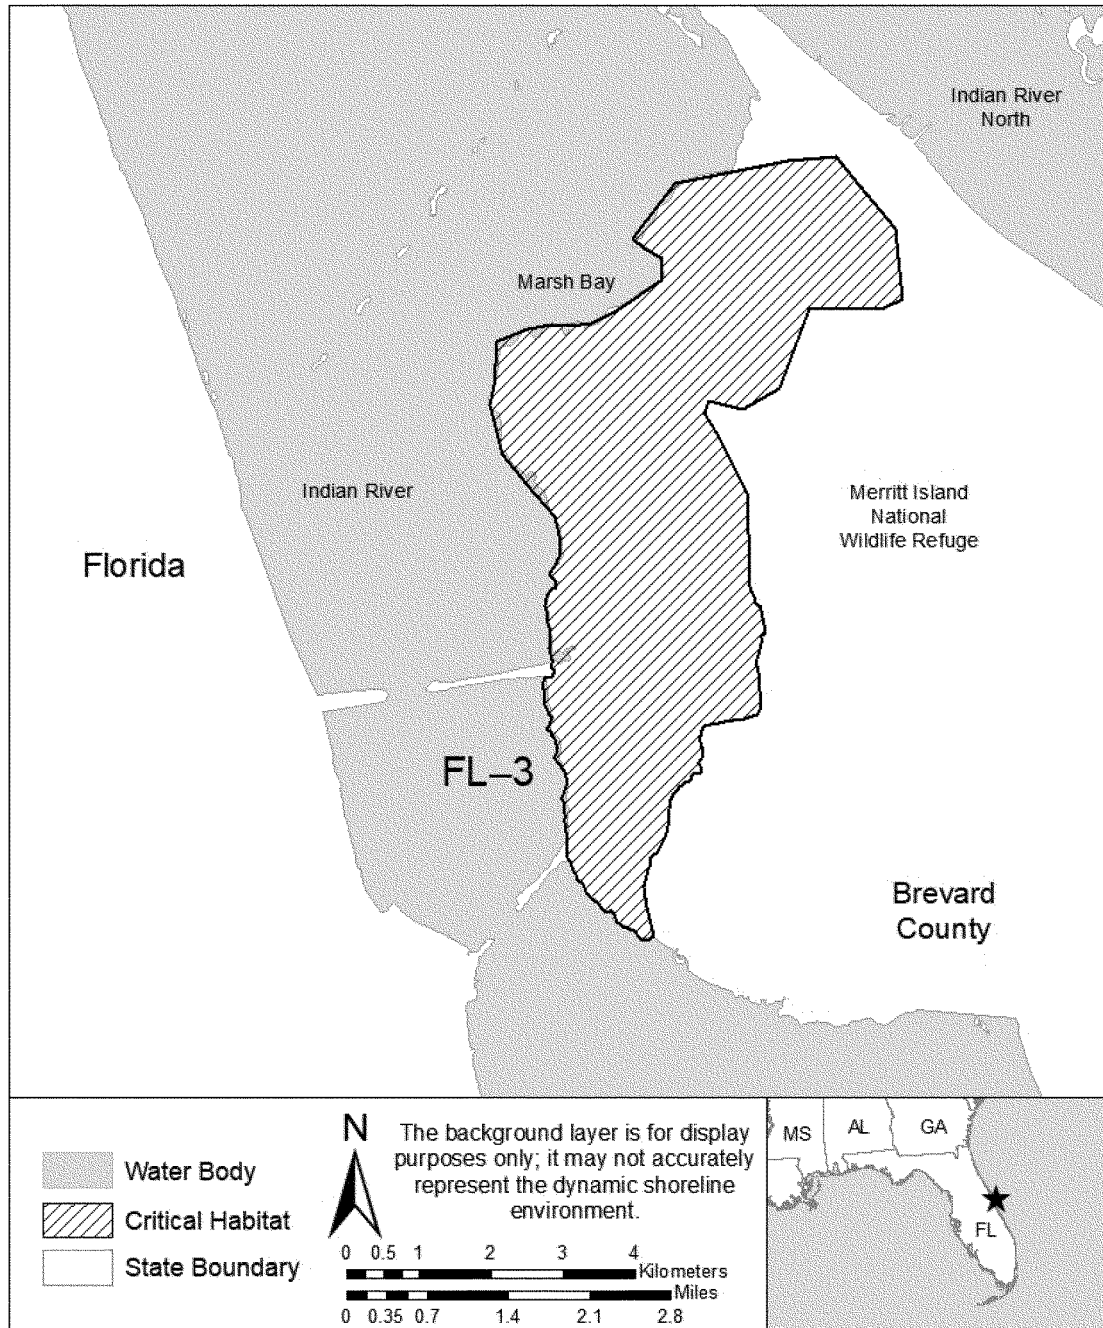 Indian River
North
Marsh Bay
Indian River
Merritt Island
National
Wildlife Refuge
Florida
FL–3
Brevard
County
Water Body
Critical Habitat
State Boundary
N
The background layer is for display
purposes only; it may not accurately
represent the dynamic shoreline
environment.
0 0.5 1 2 3 4
Kilometers
Miles
0 0.35 0.7 1.4 2.1 2.8
MS AL GA
FL